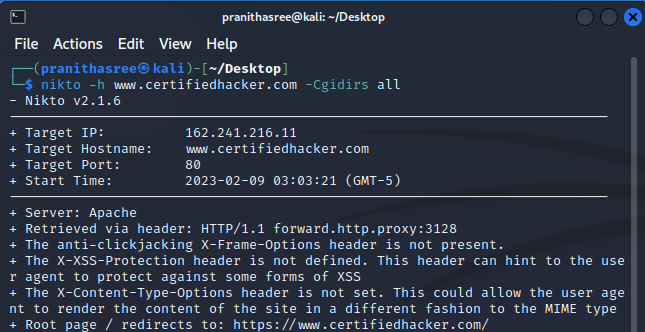 pranithasree@kali: ~/Desktop
File Actions Edit View Help
┌──(pranithasree㉿kali)-[~/Desktop]
└─$ nikto -h www.certifiedhacker.com -Cgidirs all
- Nikto v2.1.6
+ Target IP: 162.241.216.11
+ Target Hostname: www.certifiedhacker.com
+ Target Port: 80
+ Start Time: 2023-02-09 03:03:21 (GMT-5)
+ Server: Apache
+ Retrieved via header: HTTP/1.1 forward.http.proxy:3128
+ The anti-clickjacking X-Frame-Options header is not present.
+ The X-XSS-Protection header is not defined. This header can hint to the use
r agent to protect against some forms of XSS
+ The X-Content-Type-Options header is not set. This could allow the user age
nt to render the content of the site in a different fashion to the MIME type
+ Root page / redirects to: https://www.certifiedhacker.com/